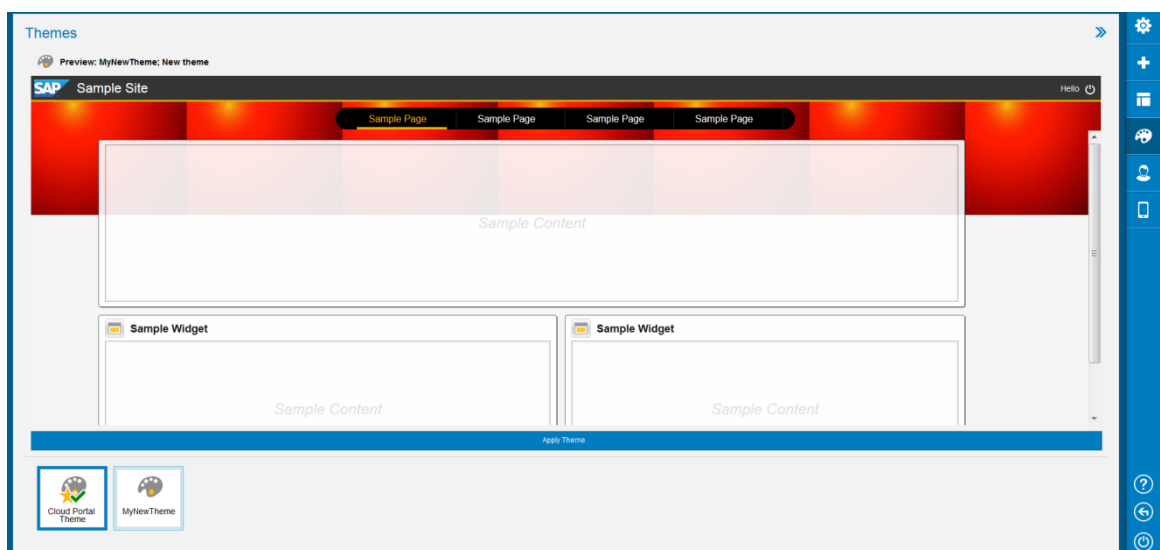 Themes
Preview: MyNewTheme; New theme
SAP Sample Site
Hello
Sample Page Sample Page Sample Page Sample Page
Sample Content
Sample Widget
Sample Widget
Sample Content
Sample Content
Apply Theme
Cloud Portal
Theme
MyNewTheme